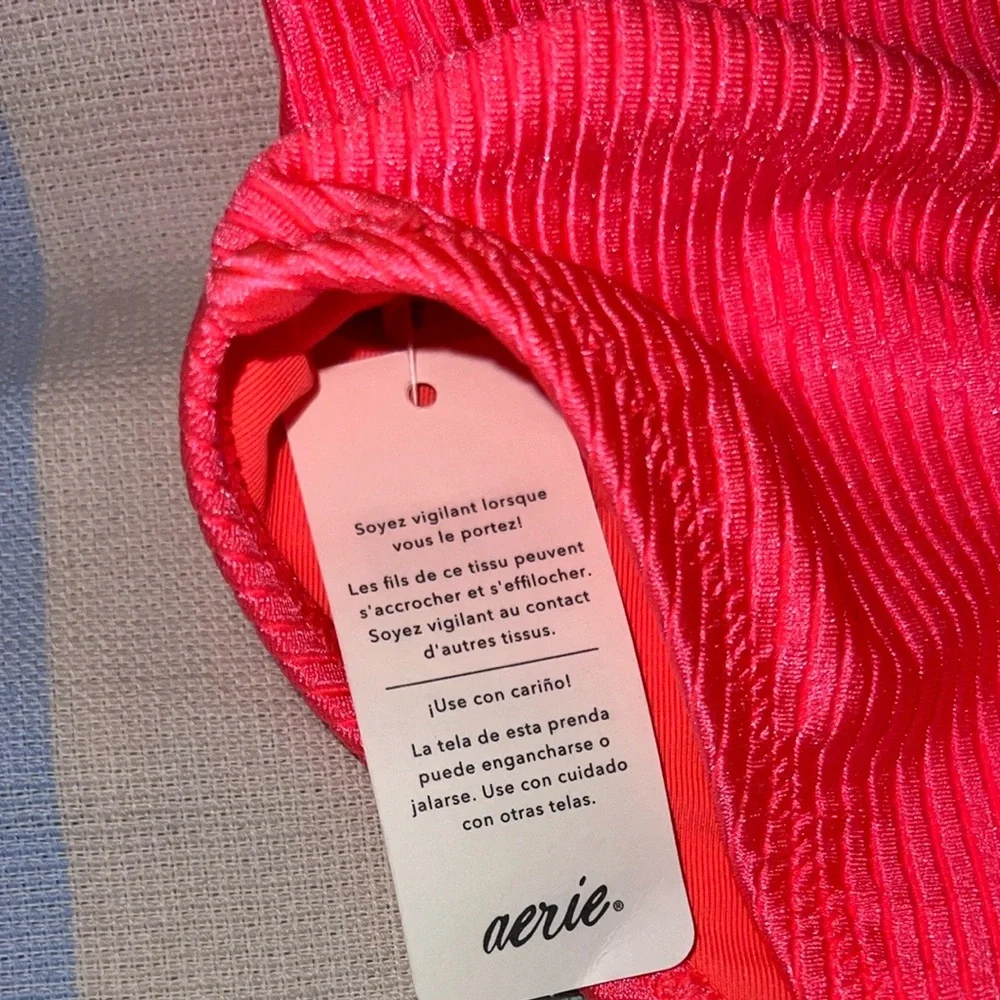 Soyez vigilant lorsque
vous le portez!
Les fils de ce tissu peuvent
s'accrocher et s'effilocher.
Soyez vigilant au contact
d'autres tissus.
¡Use con cariño!
La tela de esta prenda
puede engancharse o
jalarse. Use con cuidado
con otras telas.
aerie®